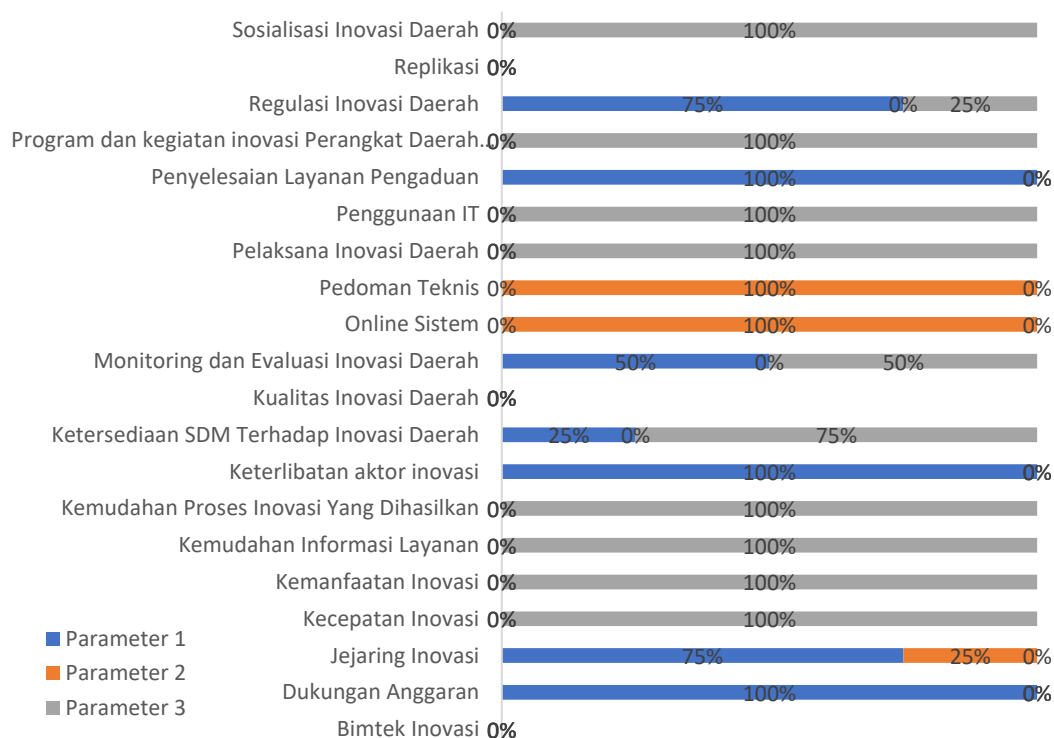 Sosialisasi Inovasi Daerah 0% 100%
Replikasi 0%
Regulasi Inovasi Daerah 75% 0% 25%
Program dan kegiatan inovasi Perangkat Daerah... 0% 100%
Penyelesaian Layanan Pengaduan 100% 0%
Penggunaan IT 0% 100%
Pelaksana Inovasi Daerah 0% 100%
Pedoman Teknis 0% 100% 0%
Online Sistem 0% 100% 0%
Monitoring dan Evaluasi Inovasi Daerah 50% 0% 50%
Kualitas Inovasi Daerah 0%
Ketersediaan SDM Terhadap Inovasi Daerah 25% 0% 75%
Keterlibatan aktor inovasi 100% 0%
Kemudahan Proses Inovasi Yang Dihasilkan 0% 100%
Kemudahan Informasi Layanan 0% 100%
Kemanfaatan Inovasi 0% 100%
Kecepatan Inovasi 0% 100%
Jejaring Inovasi 75% 25% 0%
Dukungan Anggaran 100% 0%
Bimtek Inovasi 0%
Parameter 1
Parameter 2
Parameter 3